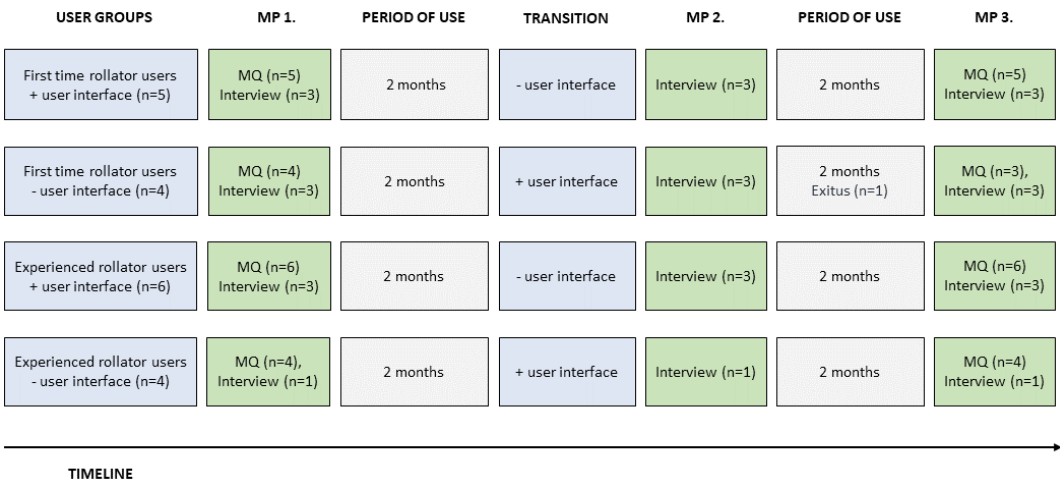 USER GROUPS
MP 1.
PERIOD OF USE
TRANSITION
MP 2.
PERIOD OF USE
MP 3.
First time rollator users
+ user interface (n=5)
MQ (n=5)
Interview (n=3)
2 months
- user interface
Interview (n=3)
2 months
MQ (n=5)
Interview (n=3)
First time rollator users
- user interface (n=4)
MQ (n=4)
Interview (n=3)
2 months
+ user interface
Interview (n=3)
2 months
Exitus (n=1)
MQ (n=3),
Interview (n=3)
Experienced rollator users
+ user interface (n=6)
MQ (n=6)
Interview (n=3)
2 months
- user interface
Interview (n=3)
2 months
MQ (n=6)
Interview (n=3)
Experienced rollator users
- user interface (n=4)
MQ (n=4),
Interview (n=1)
2 months
+ user interface
Interview (n=1)
2 months
MQ (n=4)
Interview (n=1)
TIMELINE